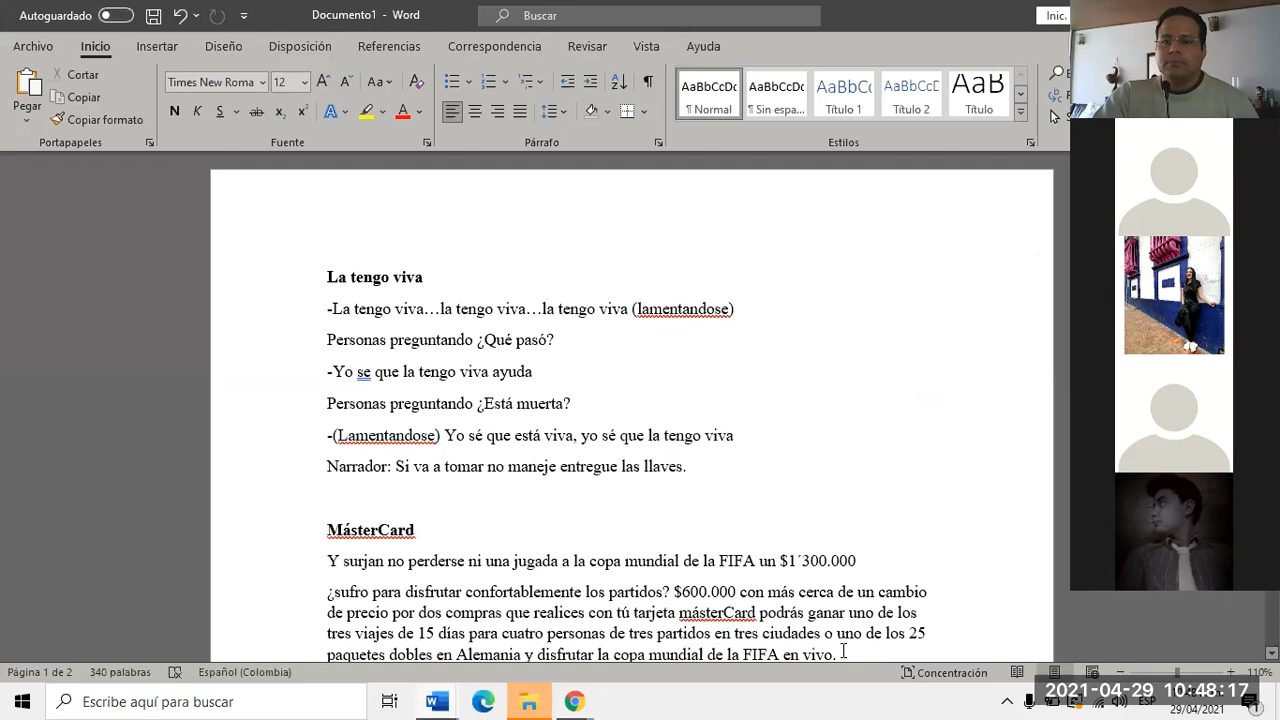 Autoguardado
Documento1 - Word
Buscar
Inic.
Archivo Inicio Insertar Diseño Disposición Referencias Correspondencia Revisar Vista Ayuda
Pegar
Cortar
Copiar
Copiar formato
Portapapeles
Times New Roma 12
N K S ab
Fuente
Párrafo
AaBbCcDc AaBbCcDc AaBbCc AaBbCcD AaB
¶ Normal ¶ Sin espa... Título 1 Título 2 Título
Estilos
La tengo viva
-La tengo viva…la tengo viva…la tengo viva (lamentandose)
Personas preguntando ¿Qué pasó?
-Yo se que la tengo viva ayuda
Personas preguntando ¿Está muerta?
-(Lamentandose) Yo sé que está viva, yo sé que la tengo viva
Narrador: Si va a tomar no maneje entregue las llaves.
MásterCard
Y surjan no perderse ni una jugada a la copa mundial de la FIFA un $1´300.000
¿sufro para disfrutar confortablemente los partidos? $600.000 con más cerca de un cambio
de precio por dos compras que realices con tú tarjeta másterCard podrás ganar uno de los
tres viajes de 15 días para cuatro personas de tres partidos en tres ciudades o uno de los 25
paquetes dobles en Alemania y disfrutar la copa mundial de la FIFA en vivo.
Página 1 de 2 340 palabras Español (Colombia) Concentración 110%
Escribe aquí para buscar
2021-04-29 10:48:17
ESP
29/04/2021